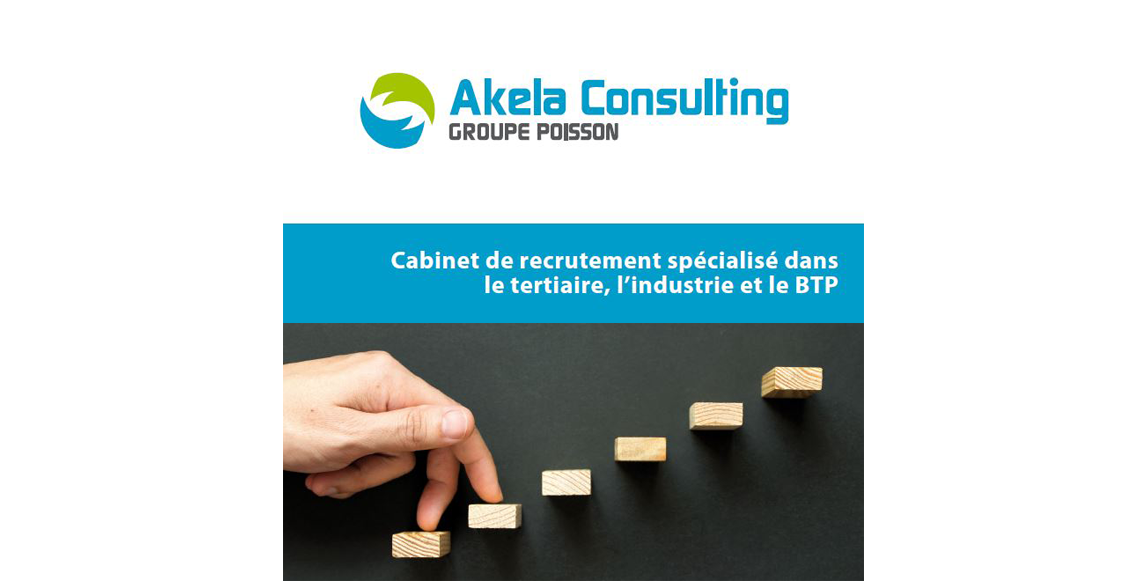 Akela Consulting
GROUPE POISSON
Cabinet de recrutement spécialisé dans
le tertiaire, l’industrie et le BTP